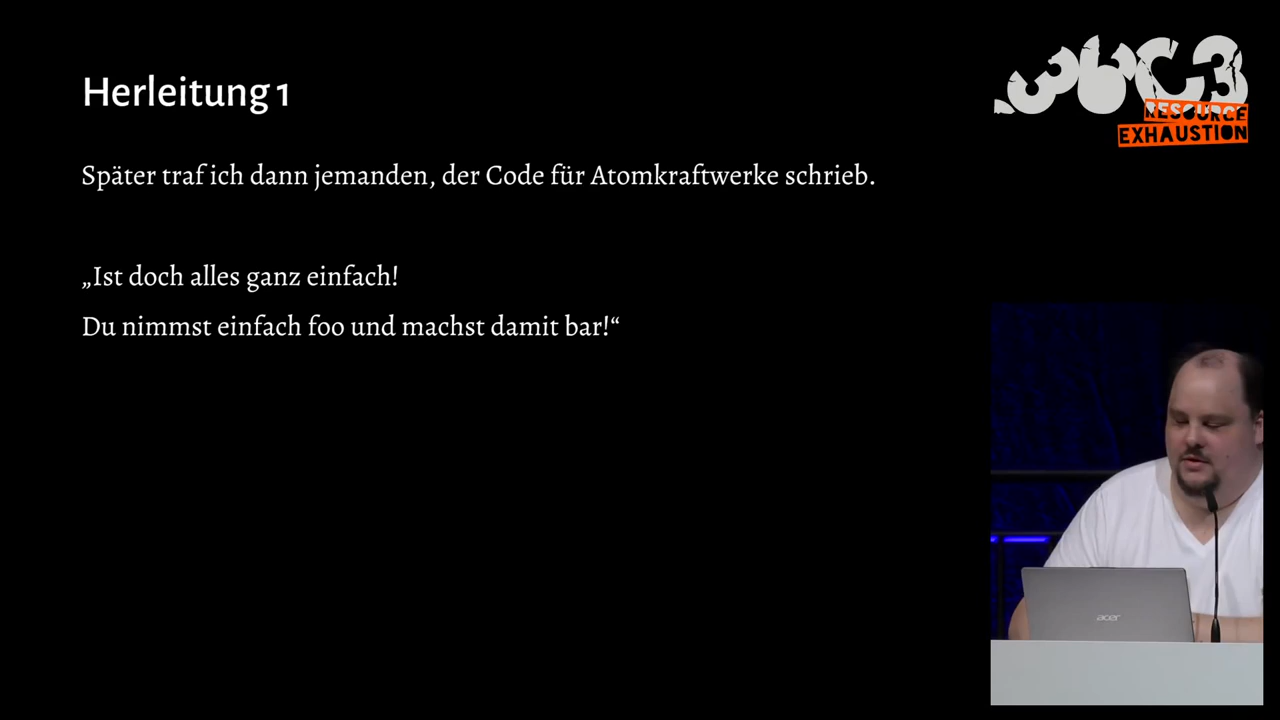 Herleitung 1
36C3
RESOURCE
EXHAUSTION
Später traf ich dann jemanden, der Code für Atomkraftwerke schrieb.
„Ist doch alles ganz einfach!
Du nimmst einfach foo und machst damit bar!“
acer